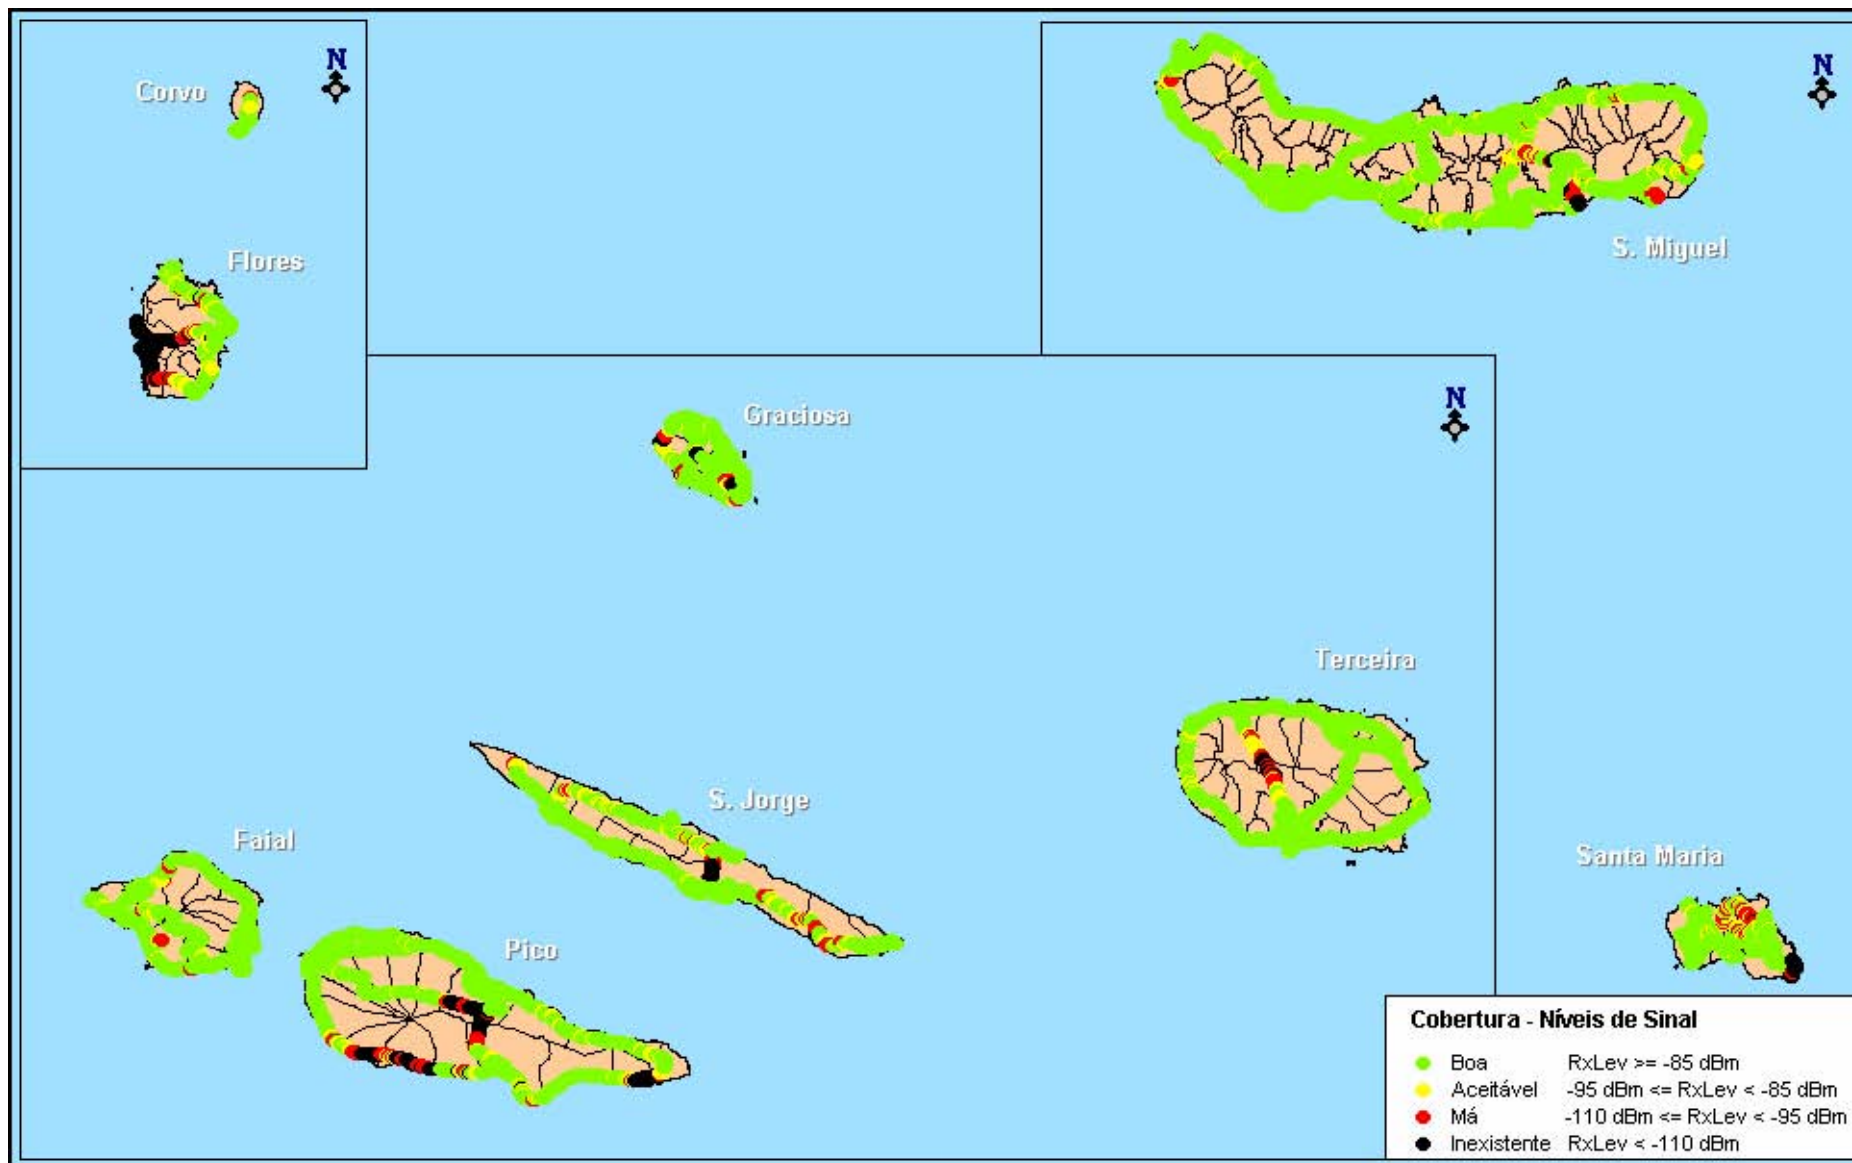 N
Corvo
Flores
N
S. Miguel
N
Graciosa
Terceira
S. Jorge
Faial
Pico
Santa Maria
Cobertura - Níveis de Sinal
Boa RxLev >= -85 dBm
Aceitável -95 dBm <= RxLev < -85 dBm
Má -110 dBm <= RxLev < -95 dBm
Inexistente RxLev < -110 dBm